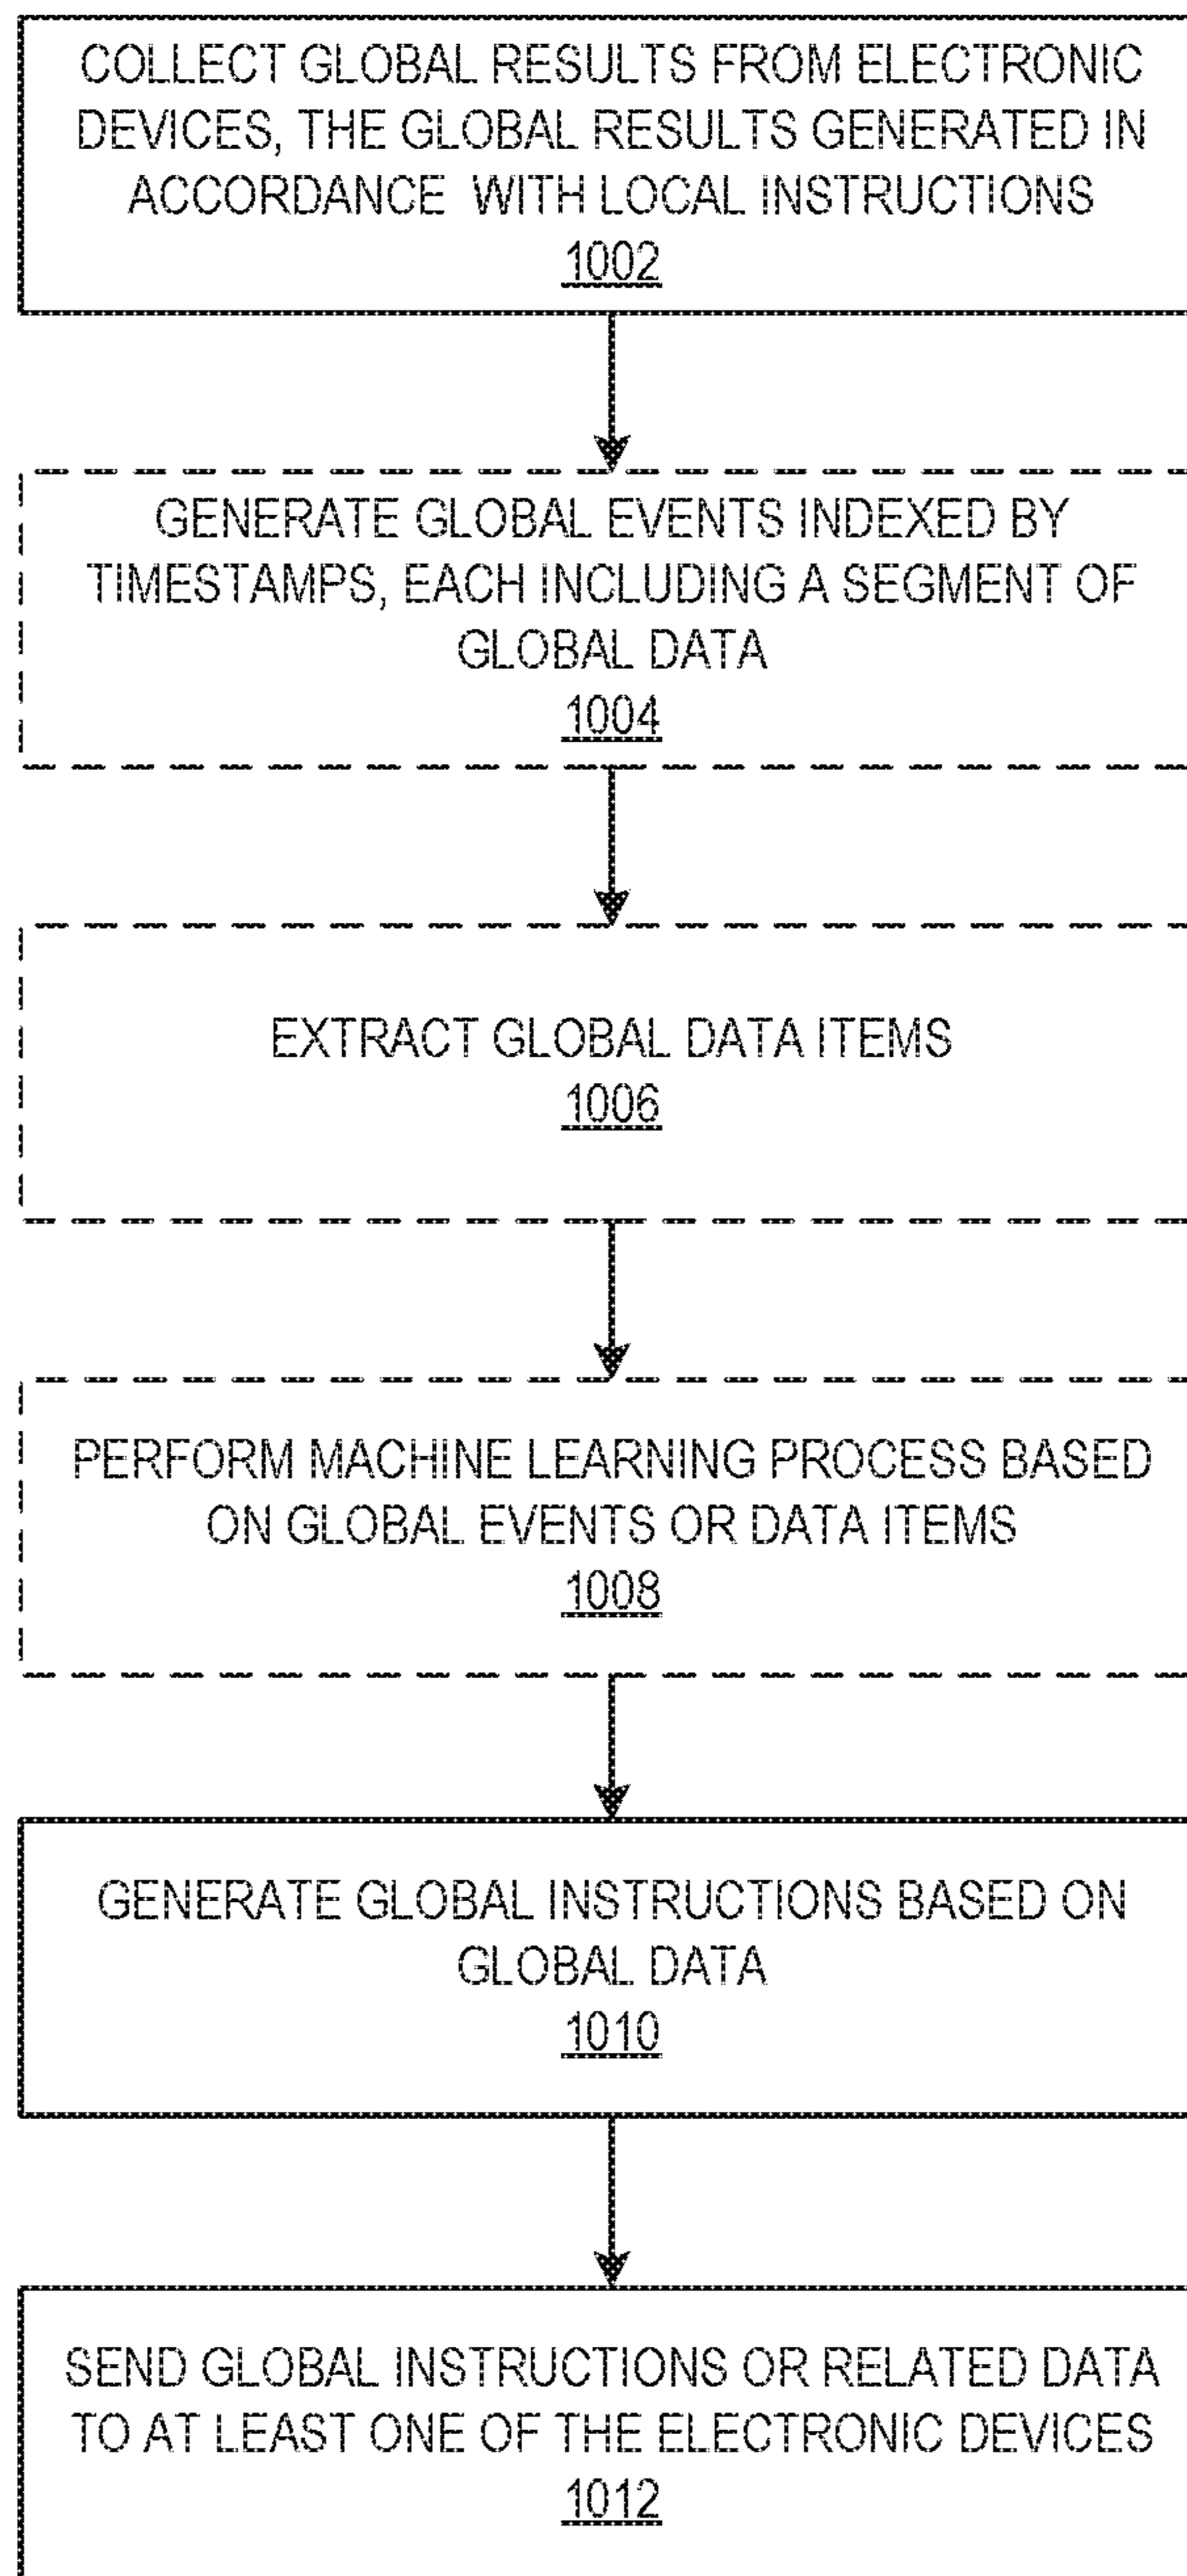 COLLECT GLOBAL RESULTS FROM ELECTRONIC
DEVICES, THE GLOBAL RESULTS GENERATED IN
ACCORDANCE WITH LOCAL INSTRUCTIONS
1002
GENERATE GLOBAL EVENTS INDEXED BY
TIMESTAMPS, EACH INCLUDING A SEGMENT OF
GLOBAL DATA
1004
EXTRACT GLOBAL DATA ITEMS
1006
PERFORM MACHINE LEARNING PROCESS BASED
ON GLOBAL EVENTS OR DATA ITEMS
1008
GENERATE GLOBAL INSTRUCTIONS BASED ON
GLOBAL DATA
1010
SEND GLOBAL INSTRUCTIONS OR RELATED DATA
TO AT LEAST ONE OF THE ELECTRONIC DEVICES
1012